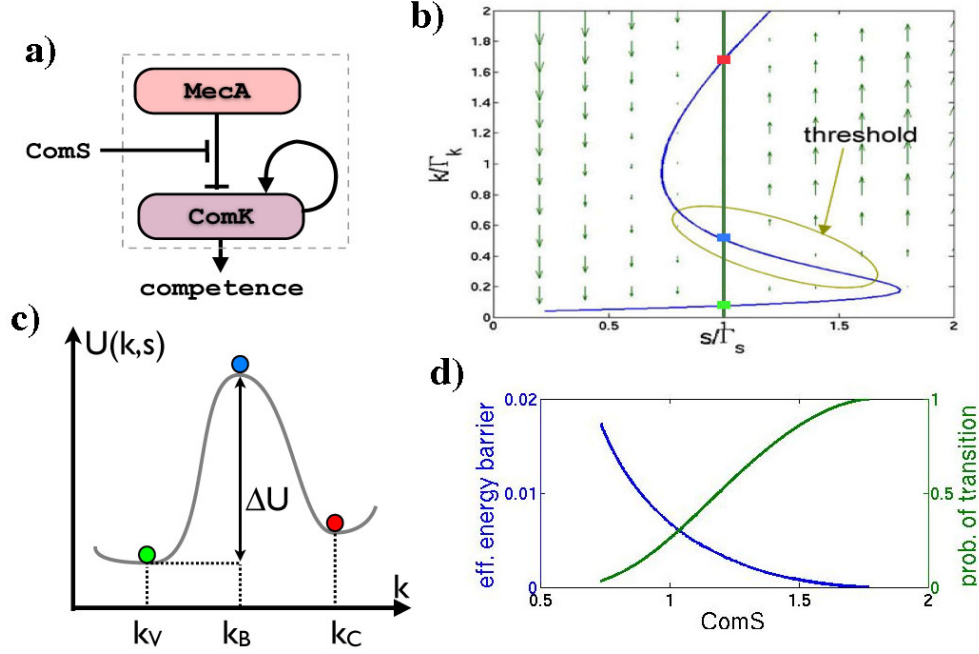 a)
MecA
ComS
ComK
competence
b)
k/Γk
2
1.8
1.6
1.4
1.2
1
0.8
0.6
0.4
0.2
0
threshold
0 0.5 1 1.5 2
s/Γs
c)
U(k,s)
ΔU
k
kV kB kC
d)
eff. energy barrier
0.02
0.01
0
prob. of transition
1
0.5
0
0.5 1 1.5 2
ComS